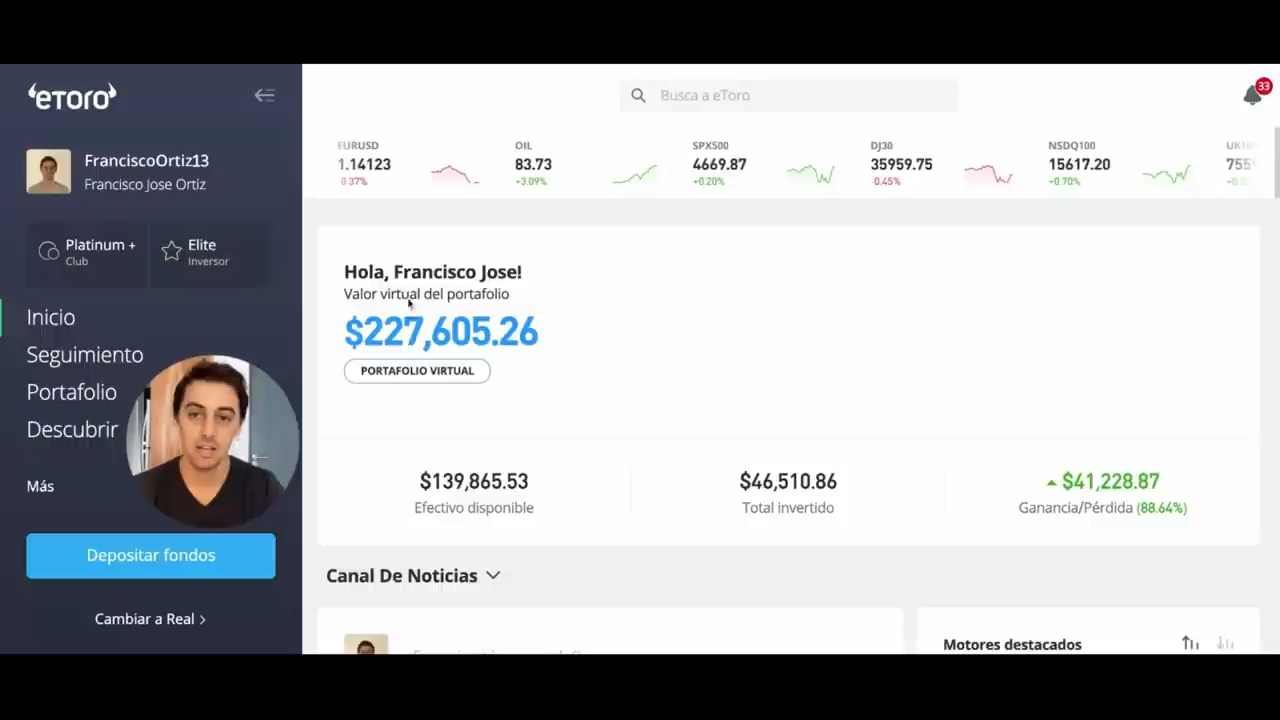 eToro
Busca a eToro
33
FranciscoOrtiz13
Francisco Jose Ortiz
Platinum +
Club
Elite
Inversor
Inicio
Seguimiento
Portafolio
Descubrir
Más
Depositar fondos
Cambiar a Real >
EURUSD
1.14123
0.37%
OIL
83.73
+3.09%
SPX500
4669.87
+0.20%
DJ30
35959.75
-0.45%
NSDQ100
15617.20
+0.70%
Hola, Francisco Jose!
Valor virtual del portafolio
$227,605.26
PORTAFOLIO VIRTUAL
$139,865.53
Efectivo disponible
$46,510.86
Total invertido
$41,228.87
Ganancia/Pérdida (88.64%)
Canal De Noticias
Motores destacados